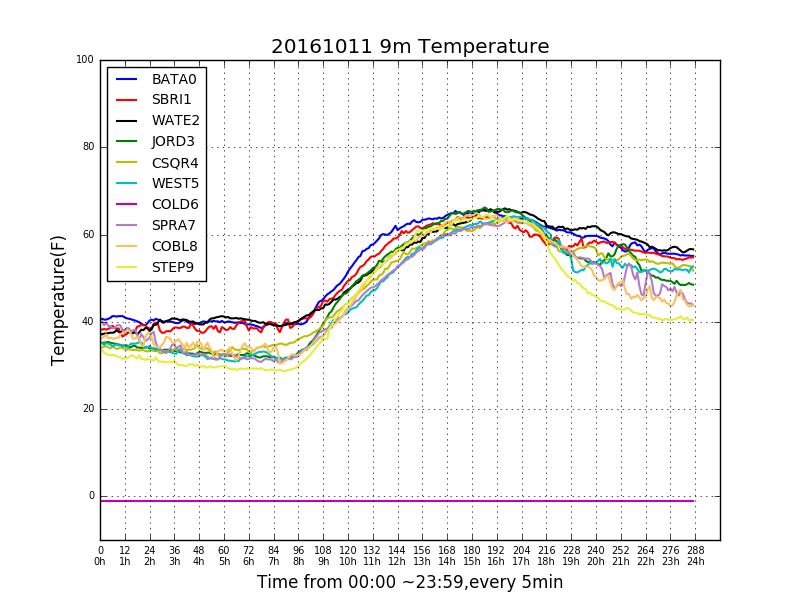 20161011 9m Temperature
100
80
60
40
20
0
Temperature(F)
BATA0
SBRI1
WATE2
JORD3
CSQR4
WEST5
COLD6
SPRA7
COBL8
STEP9
0 12 24 36 48 60 72 84 96 108 120 132 144 156 168 180 192 204 216 228 240 252 264 276 288
0h 1h 2h 3h 4h 5h 6h 7h 8h 9h 10h 11h 12h 13h 14h 15h 16h 17h 18h 19h 20h 21h 22h 23h 24h
Time from 00:00 ~23:59,every 5min